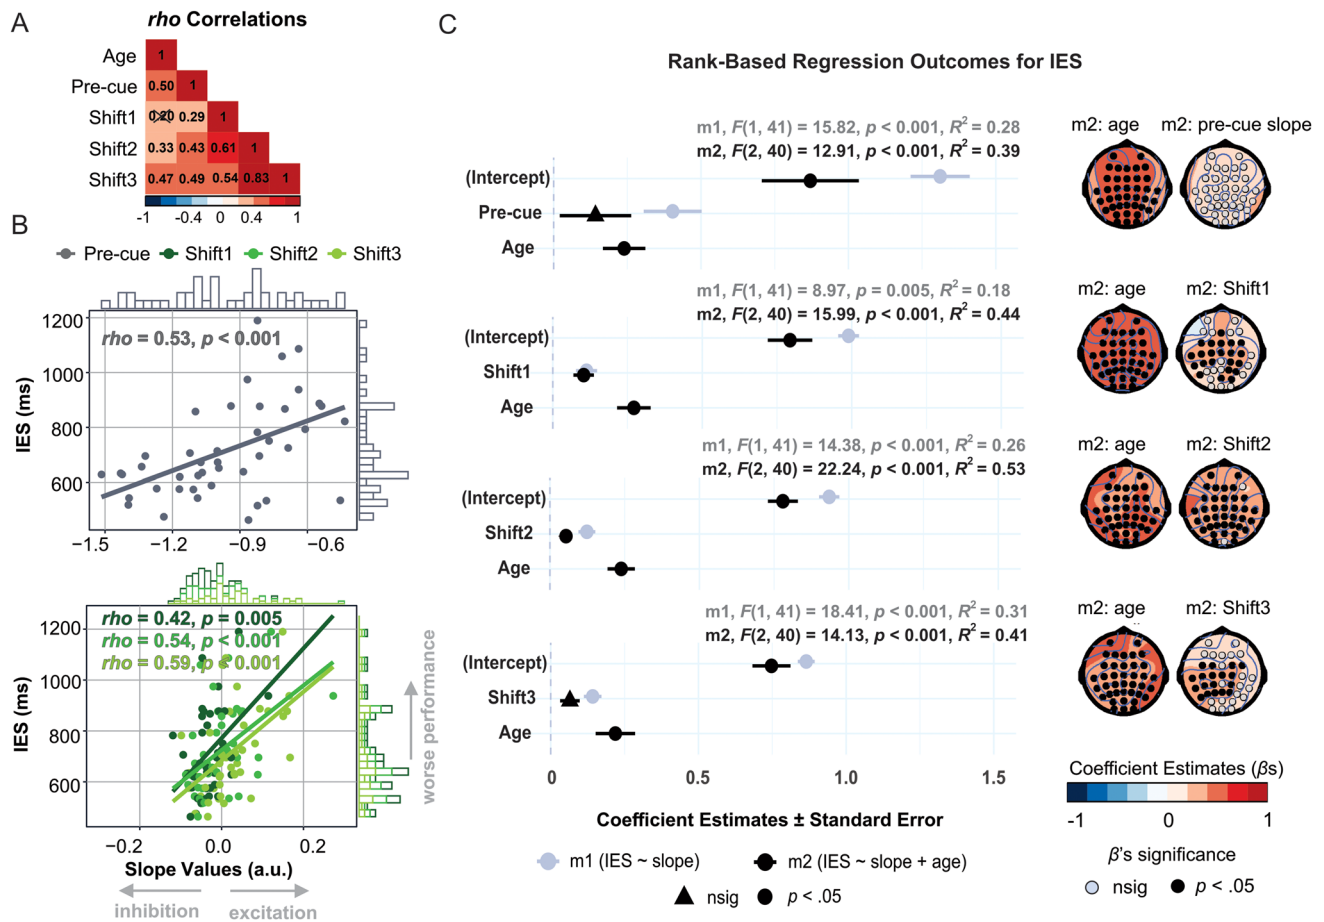 A
rho Correlations
Age
1
Pre-cue
0.50 1
Shift1
0.20 0.29 1
Shift2
0.33 0.43 0.61 1
Shift3
0.47 0.49 0.54 0.83 1
-1 -0.4 0 0.4 1
B
Pre-cue Shift1 Shift2 Shift3
rho = 0.53, p < 0.001
IES (ms)
1200
1000
800
600
−1.5 −1.2 −0.9 −0.6
rho = 0.42, p = 0.005
rho = 0.54, p < 0.001
rho = 0.59, p < 0.001
IES (ms)
1200
1000
800
600
−0.2 0.0 0.2
Slope Values (a.u.)
inhibition excitation
worse performance
C
Rank-Based Regression Outcomes for IES
m1, F(1, 41) = 15.82, p < 0.001, R² = 0.28
m2, F(2, 40) = 12.91, p < 0.001, R² = 0.39
(Intercept)
Pre-cue
Age
m1, F(1, 41) = 8.97, p = 0.005, R² = 0.18
m2, F(2, 40) = 15.99, p < 0.001, R² = 0.44
(Intercept)
Shift1
Age
m1, F(1, 41) = 14.38, p < 0.001, R² = 0.26
m2, F(2, 40) = 22.24, p < 0.001, R² = 0.53
(Intercept)
Shift2
Age
m1, F(1, 41) = 18.41, p < 0.001, R² = 0.31
m2, F(2, 40) = 14.13, p < 0.001, R² = 0.41
(Intercept)
Shift3
Age
0 0.5 1.0 1.5
Coefficient Estimates ± Standard Error
m1 (IES ~ slope) m2 (IES ~ slope + age)
nsig p < .05
m2: age m2: pre-cue slope
m2: age m2: Shift1
m2: age m2: Shift2
m2: age m2: Shift3
Coefficient Estimates (βs)
-1 0 1
β's significance
nsig p < .05